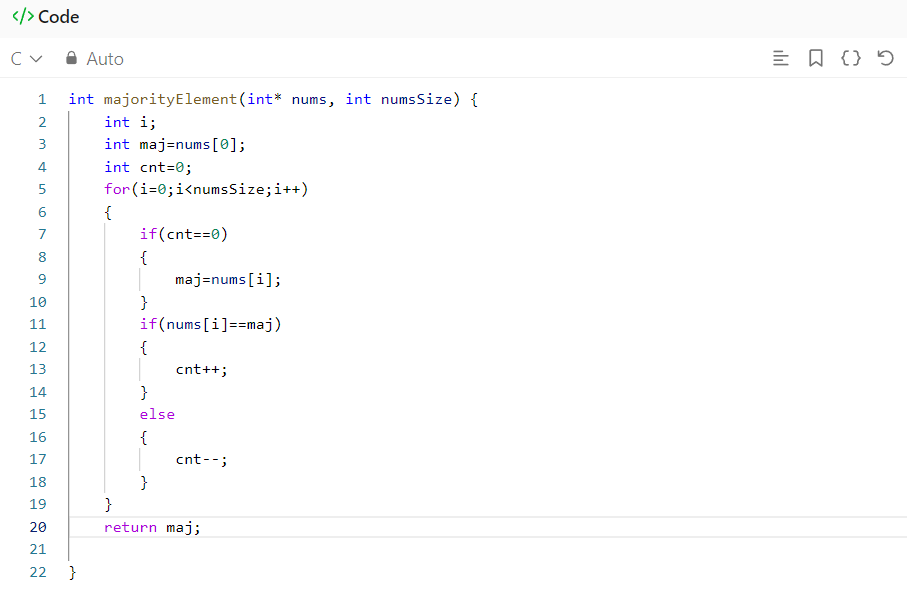 </> Code
C Auto
1 int majorityElement(int* nums, int numsSize) {
2     int i;
3     int maj=nums[0];
4     int cnt=0;
5     for(i=0;i<numsSize;i++)
6     {
7         if(cnt==0)
8         {
9             maj=nums[i];
10         }
11         if(nums[i]==maj)
12         {
13             cnt++;
14         }
15         else
16         {
17             cnt--;
18         }
19     }
20     return maj;
21
22 }